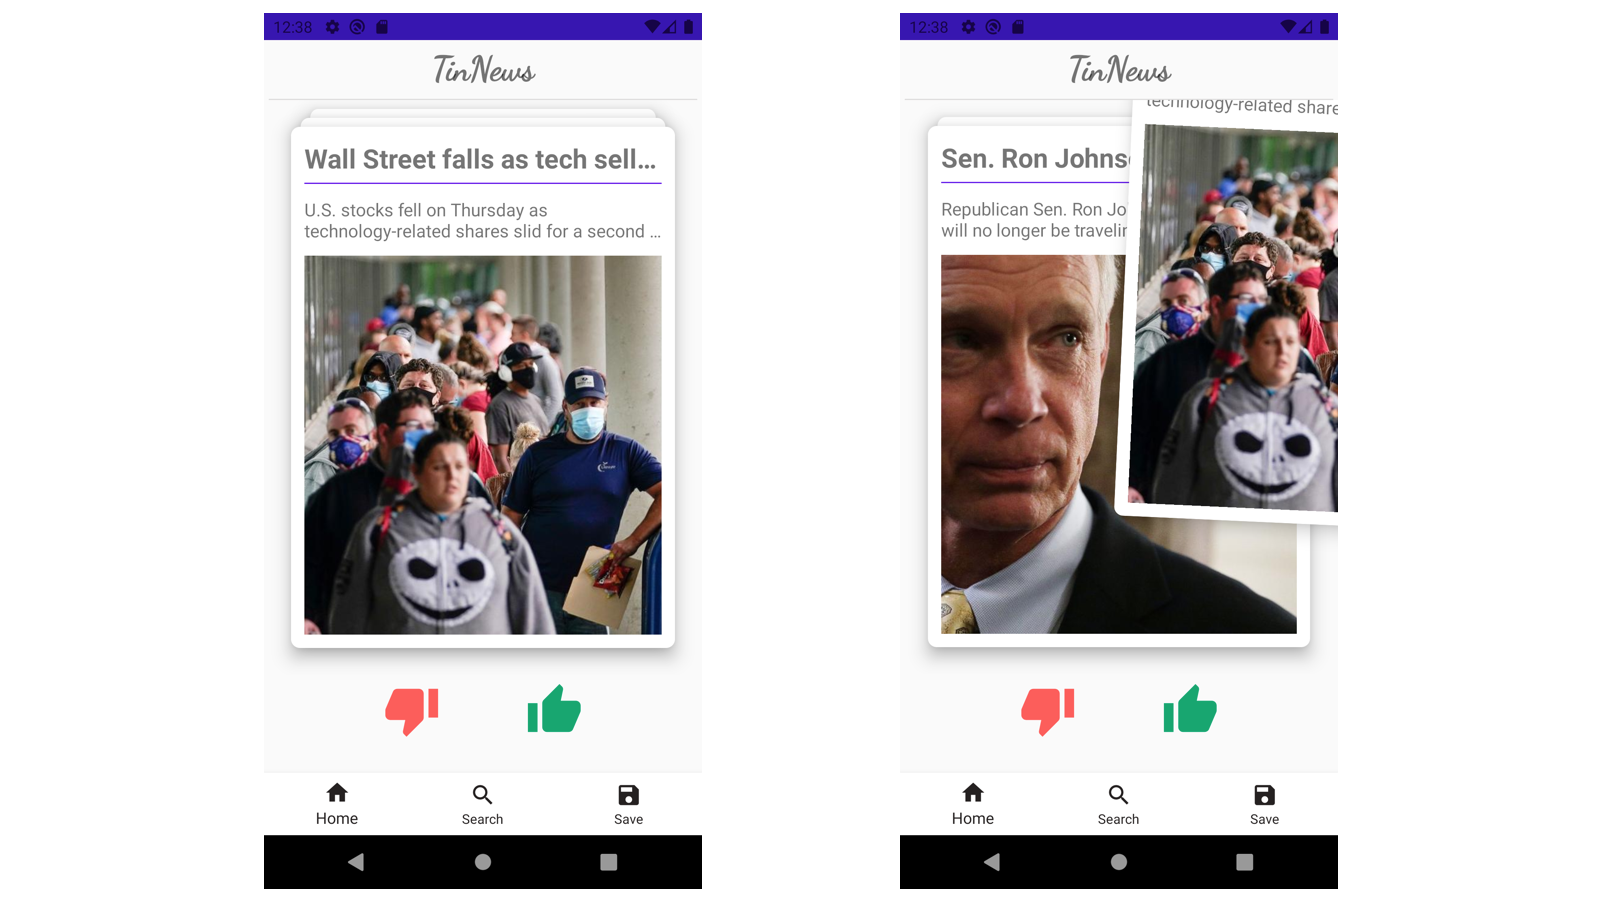 12:38
TinNews
Wall Street falls as tech sell...
U.S. stocks fell on Thursday as
technology-related shares slid for a second ...
Home
Search
Save
12:38
TinNews
technology-related share
Sen. Ron Johns
Republican Sen. Ron Jo
will no longer be traveli
Home
Search
Save